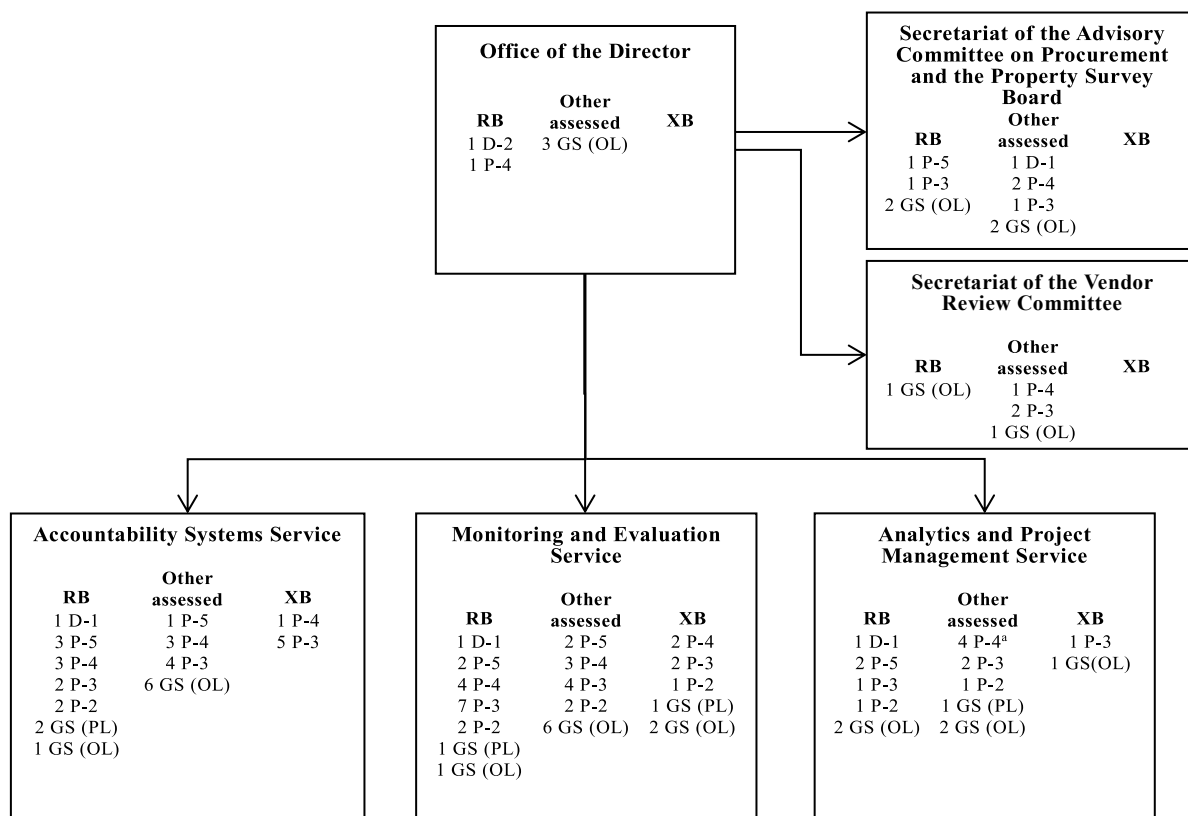 Office of the Director
RB
Other
assessed
XB
1 D-2
3 GS (OL)
1 P-4
Secretariat of the Advisory
Committee on Procurement
and the Property Survey
Board
RB
Other
assessed
XB
1 P-5
1 D-1
1 P-3
2 P-4
2 GS (OL)
1 P-3
2 GS (OL)
Secretariat of the Vendor
Review Committee
RB
Other
assessed
XB
1 GS (OL)
1 P-4
2 P-3
1 GS (OL)
Accountability Systems Service
RB
Other
assessed
XB
1 D-1
1 P-5
1 P-4
3 P-5
3 P-4
5 P-3
3 P-4
4 P-3
2 P-3
6 GS (OL)
2 P-2
2 GS (PL)
1 GS (OL)
Monitoring and Evaluation
Service
RB
Other
assessed
XB
1 D-1
2 P-5
2 P-4
2 P-5
3 P-4
2 P-3
4 P-4
4 P-3
1 P-2
7 P-3
2 P-2
1 GS (PL)
2 P-2
6 GS (OL)
2 GS (OL)
1 GS (PL)
1 GS (OL)
Analytics and Project
Management Service
RB
Other
assessed
XB
1 D-1
4 P-4ᵃ
1 P-3
2 P-5
2 P-3
1 GS(OL)
1 P-3
1 P-2
1 P-2
1 GS (PL)
2 GS (OL)
2 GS (OL)